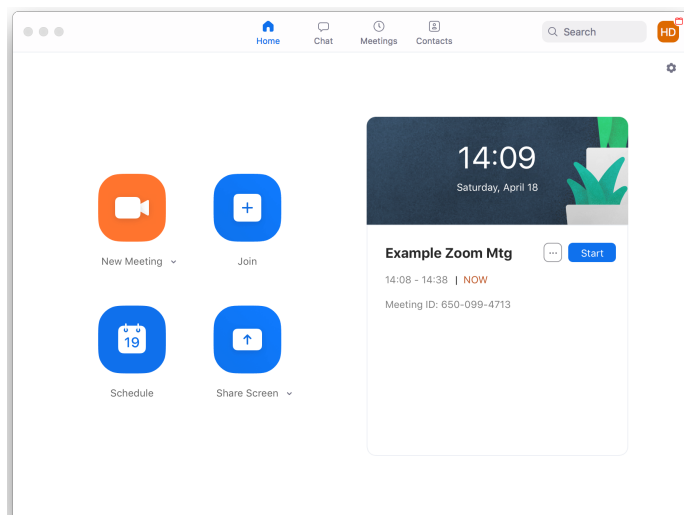 Home
Chat
Meetings
Contacts
Search
HD
14:09
Saturday, April 18
New Meeting
Join
Example Zoom Mtg
Start
14:08 - 14:38 | NOW
Meeting ID: 650-099-4713
19
Schedule
Share Screen